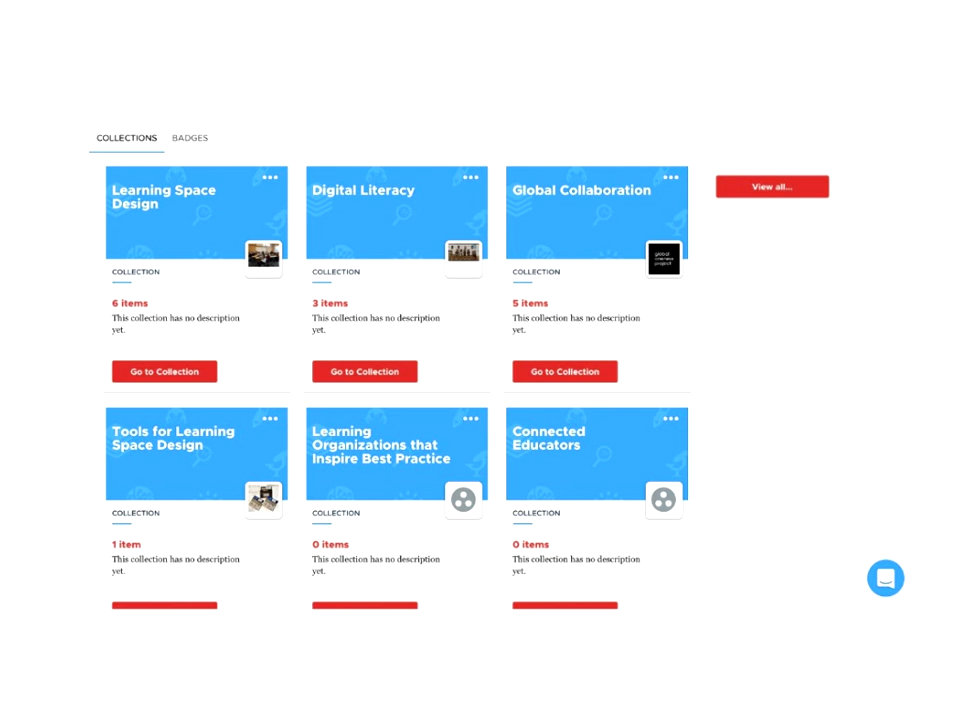 COLLECTIONS BADGES
Learning Space
Design
COLLECTION
6 items
This collection has no description
yet.
Go to Collection
Digital Literacy
COLLECTION
3 items
This collection has no description
yet.
Go to Collection
Global Collaboration
global
project
COLLECTION
5 items
This collection has no description
yet.
Go to Collection
View all...
Tools for Learning
Space Design
COLLECTION
1 item
This collection has no description
yet.
Learning
Organizations that
Inspire Best Practice
COLLECTION
0 items
This collection has no description
yet.
Connected
Educators
COLLECTION
0 items
This collection has no description
yet.